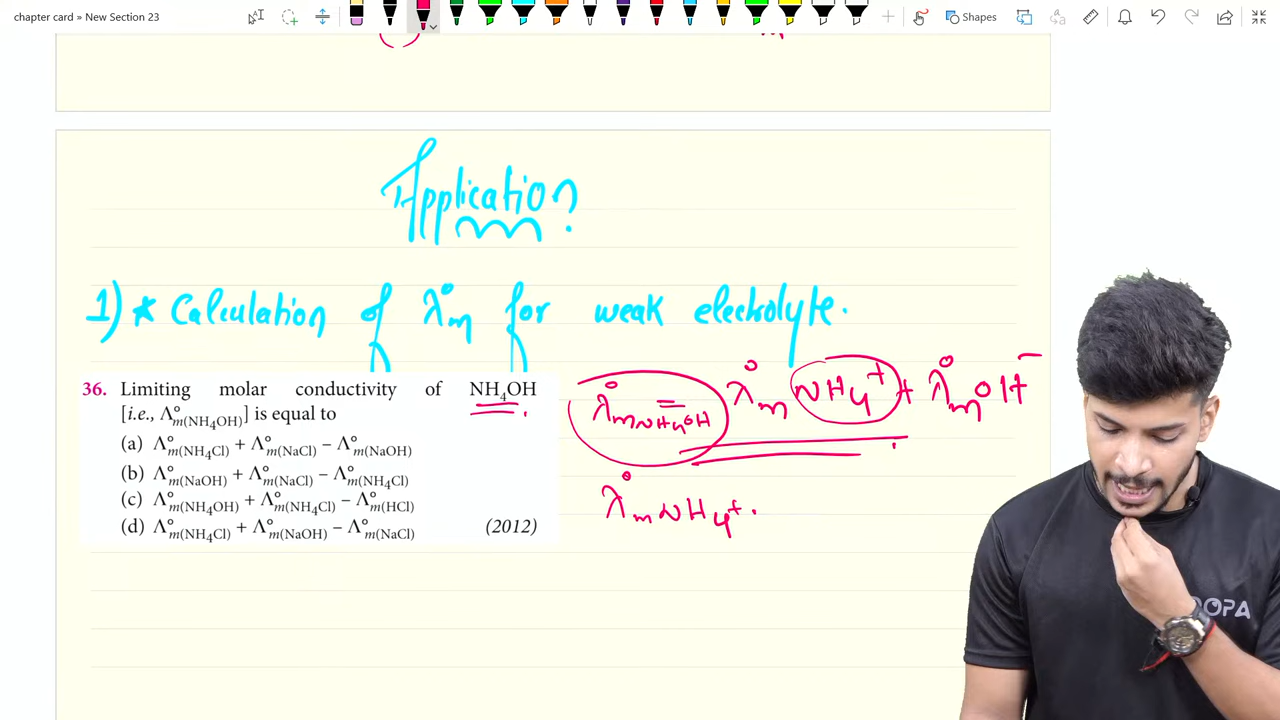 chapter card » New Section 23
Shapes
Application?
1) * Calculation of λ°m for weak electrolyte.
36. Limiting molar conductivity of NH₄OH
[i.e., Λ°m(NH₄OH)] is equal to
(a) Λ°m(NH₄Cl) + Λ°m(NaCl) – Λ°m(NaOH)
(b) Λ°m(NaOH) + Λ°m(NaCl) – Λ°m(NH₄Cl)
(c) Λ°m(NH₄OH) + Λ°m(NH₄Cl) – Λ°m(HCl)
(d) Λ°m(NH₄Cl) + Λ°m(NaOH) – Λ°m(NaCl) (2012)
λ°m NH₄OH = λ°m NH₄⁺ + λ°m OH⁻
λ°m NH₄⁺.